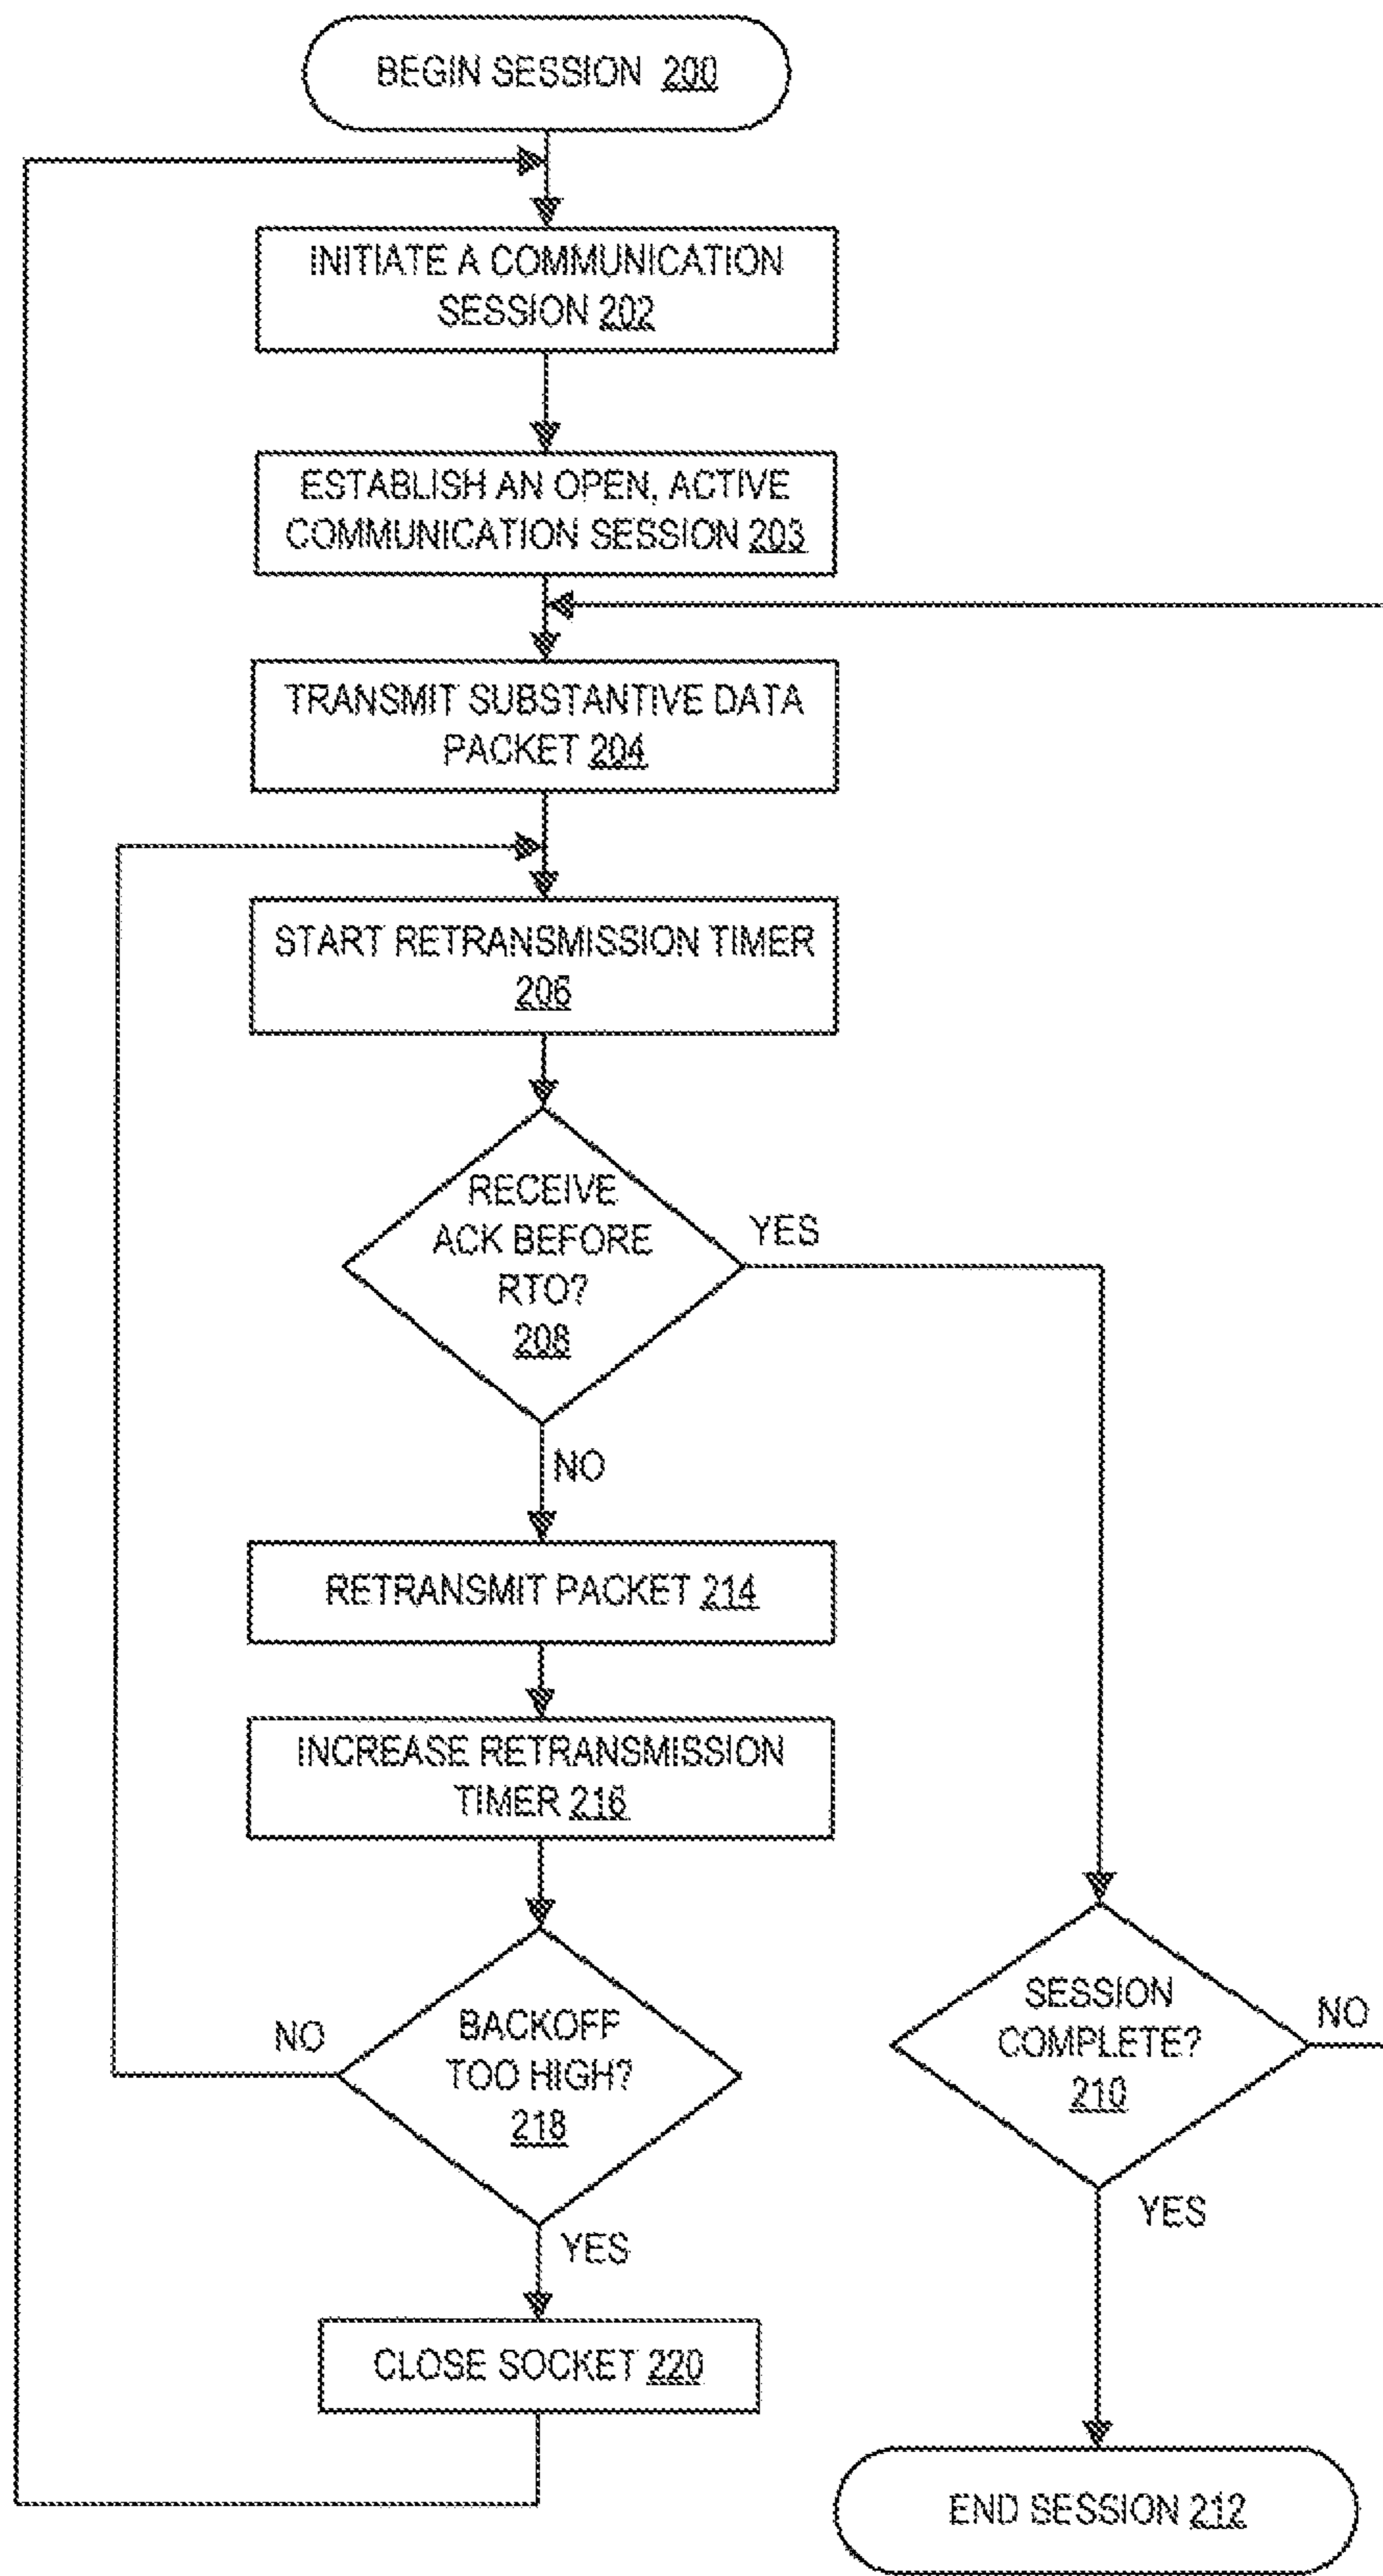 BEGIN SESSION 200
INITIATE A COMMUNICATION
SESSION 202
ESTABLISH AN OPEN, ACTIVE
COMMUNICATION SESSION 203
TRANSMIT SUBSTANTIVE DATA
PACKET 204
START RETRANSMISSION TIMER
206
RECEIVE
ACK BEFORE
RTO?
208
YES
NO
RETRANSMIT PACKET 214
INCREASE RETRANSMISSION
TIMER 216
BACKOFF
TOO HIGH?
218
NO
YES
CLOSE SOCKET 220
SESSION
COMPLETE?
210
NO
YES
END SESSION 212